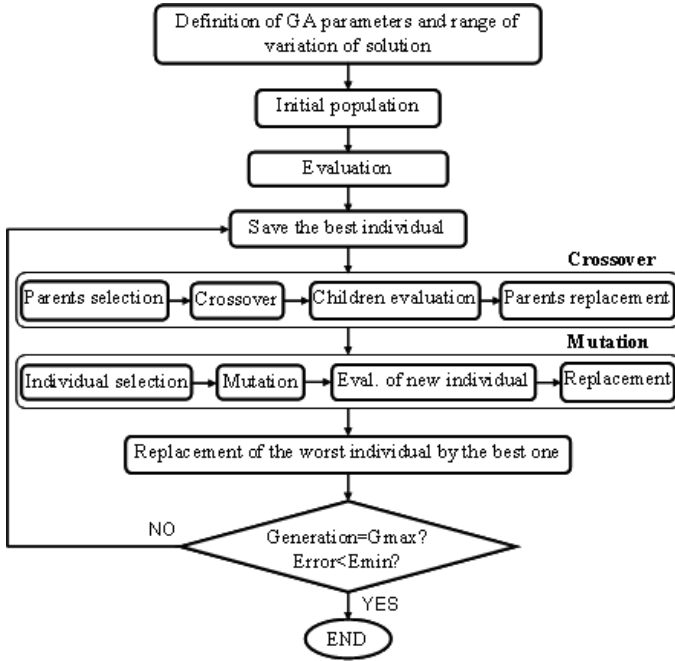 Definition of GA parameters and range of
variation of solution
Initial population
Evaluation
Save the best individual
Crossover
Parents selection
Crossover
Children evaluation
Parents replacement
Mutation
Individual selection
Mutation
Eval. of new individual
Replacement
Replacement of the worst individual by the best one
NO
Generation=Gmax?
Error<Emin?
YES
END